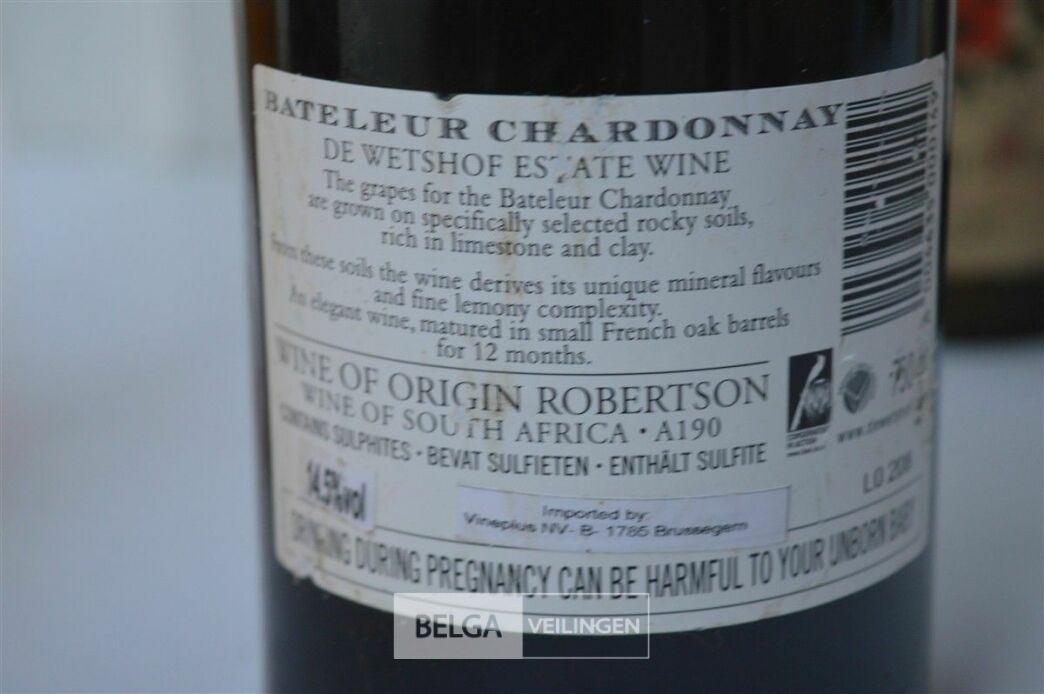 BATELEUR CHARDONNAY
DE WETSHOF ESTATE WINE
The grapes for the Bateleur Chardonnay
are grown on specifically selected rocky soils,
rich in limestone and clay.
From these soils the wine derives its unique mineral flavours
and fine lemony complexity.
An elegant wine, matured in small French oak barrels
for 12 months.
WINE OF ORIGIN ROBERTSON
WINE OF SOUTH AFRICA • A190
CONTAINS SULPHITES • BEVAT SULFIETEN • ENTHÄLT SULFITE
14.5%vol
Imported by:
Vineplus NV- B- 1785 Brussegem
DRINKING DURING PREGNANCY CAN BE HARMFUL TO YOUR UNBORN BABY
750
LO 208
BELGA VEILINGEN